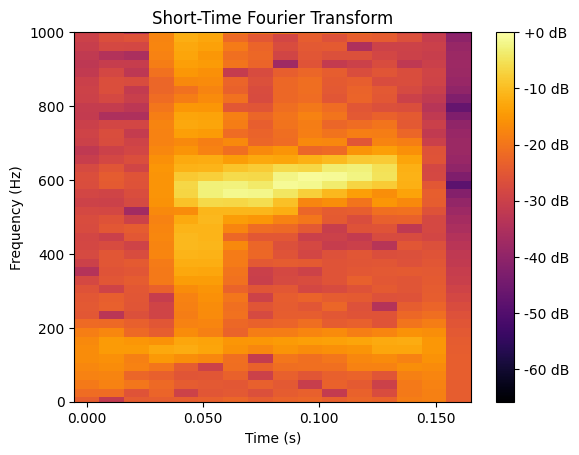 Short-Time Fourier Transform
1000
800
600
400
200
0
Frequency (Hz)
0.000
0.050
0.100
0.150
Time (s)
+0 dB
-10 dB
-20 dB
-30 dB
-40 dB
-50 dB
-60 dB